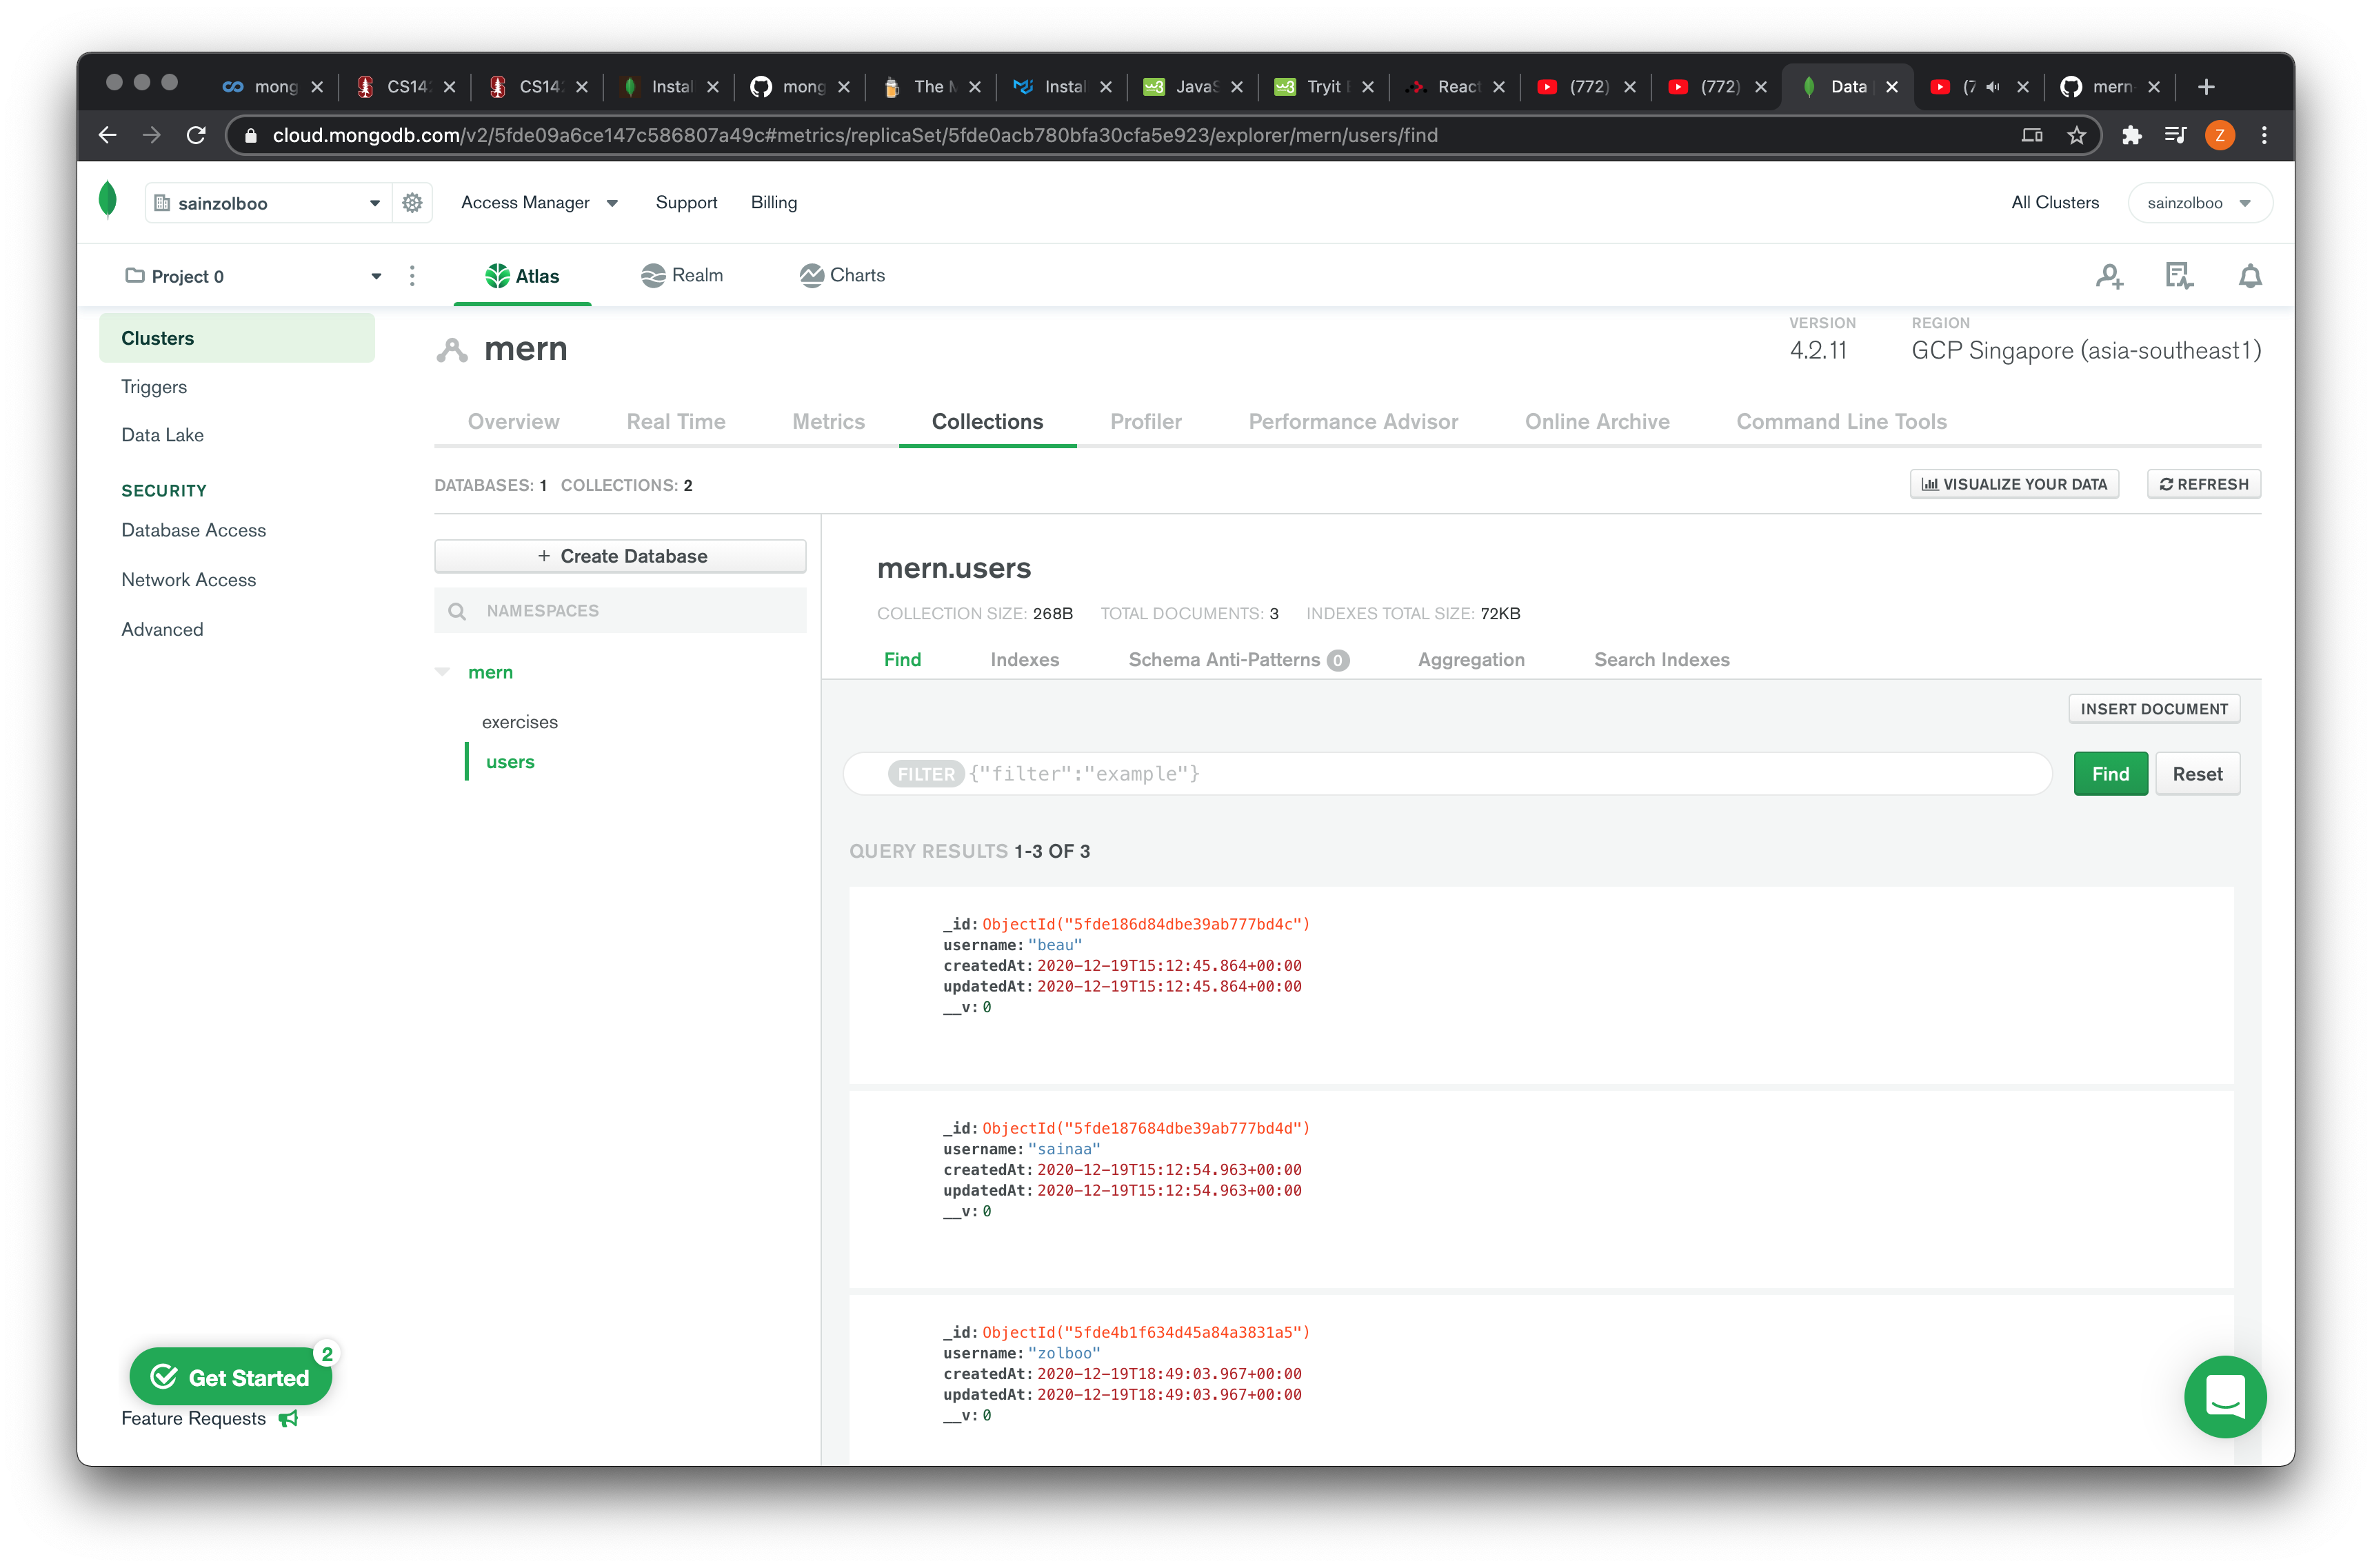 mong CS14 CS14 Instal mong The M Instal JavaS Tryit E React (772) (772) Data (7 mern
cloud.mongodb.com/v2/5fde09a6ce147c586807a49c#metrics/replicaSet/5fde0acb780bfa30cfa5e923/explorer/mern/users/find Z
sainzolboo Access Manager Support Billing All Clusters sainzolboo
Project 0 Atlas Realm Charts
Clusters
Triggers
Data Lake
SECURITY
Database Access
Network Access
Advanced
Get Started 2
Feature Requests
mern
VERSION
4.2.11
REGION
GCP Singapore (asia-southeast1)
Overview Real Time Metrics Collections Profiler Performance Advisor Online Archive Command Line Tools
DATABASES: 1 COLLECTIONS: 2 VISUALIZE YOUR DATA REFRESH
+ Create Database
NAMESPACES
mern
exercises
users
mern.users
COLLECTION SIZE: 268B TOTAL DOCUMENTS: 3 INDEXES TOTAL SIZE: 72KB
Find Indexes Schema Anti-Patterns 0 Aggregation Search Indexes
INSERT DOCUMENT
FILTER {"filter":"example"} Find Reset
QUERY RESULTS 1-3 OF 3
_id: ObjectId("5fde186d84dbe39ab777bd4c")
username: "beau"
createdAt: 2020-12-19T15:12:45.864+00:00
updatedAt: 2020-12-19T15:12:45.864+00:00
__v: 0
_id: ObjectId("5fde187684dbe39ab777bd4d")
username: "sainaa"
createdAt: 2020-12-19T15:12:54.963+00:00
updatedAt: 2020-12-19T15:12:54.963+00:00
__v: 0
_id: ObjectId("5fde4b1f634d45a84a3831a5")
username: "zolboo"
createdAt: 2020-12-19T18:49:03.967+00:00
updatedAt: 2020-12-19T18:49:03.967+00:00
__v: 0